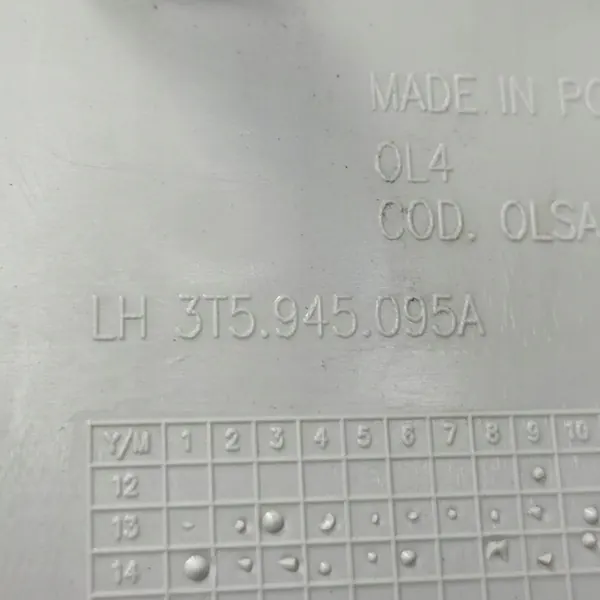 MADE IN
OL4
COD. OLSA
LH 3T5.945.095A
Y/M 1 2 3 4 5 6 7 8 9 10
12
13
14